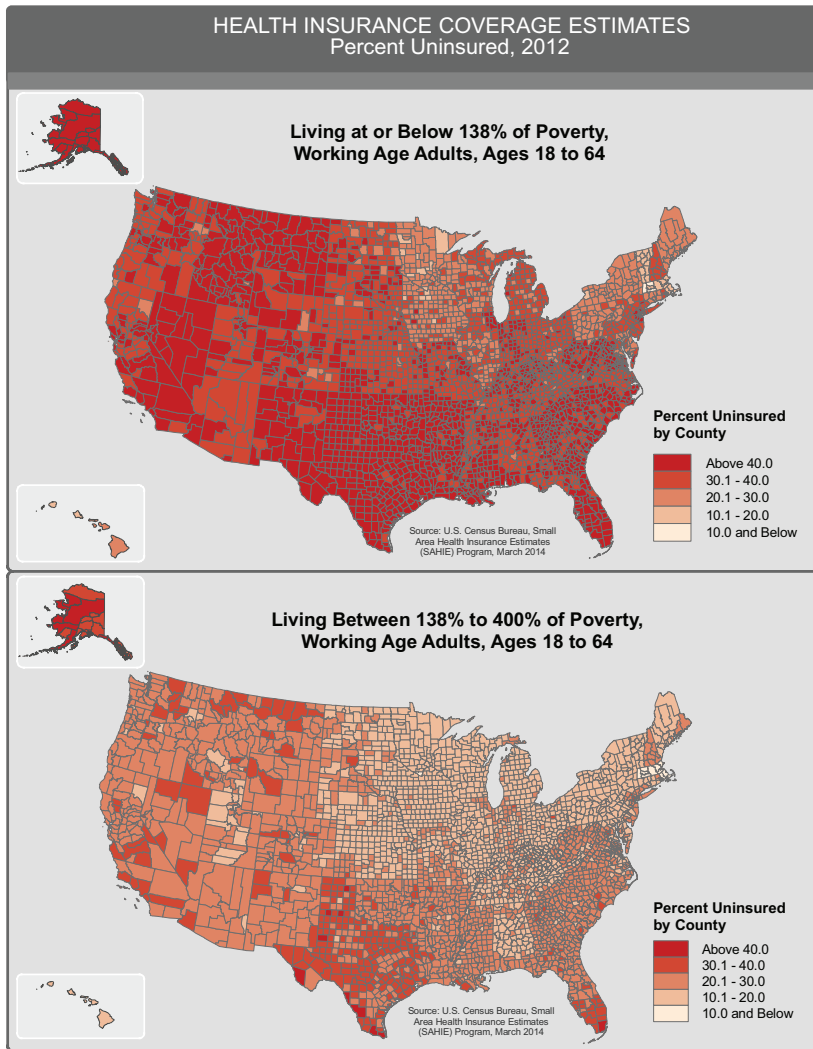 HEALTH INSURANCE COVERAGE ESTIMATES
Percent Uninsured, 2012
Living at or Below 138% of Poverty,
Working Age Adults, Ages 18 to 64
Percent Uninsured
by County
Above 40.0
30.1 - 40.0
20.1 - 30.0
10.1 - 20.0
10.0 and Below
Source: U.S. Census Bureau, Small
Area Health Insurance Estimates
(SAHIE) Program, March 2014
Living Between 138% to 400% of Poverty,
Working Age Adults, Ages 18 to 64
Percent Uninsured
by County
Above 40.0
30.1 - 40.0
20.1 - 30.0
10.1 - 20.0
10.0 and Below
Source: U.S. Census Bureau, Small
Area Health Insurance Estimates
(SAHIE) Program, March 2014